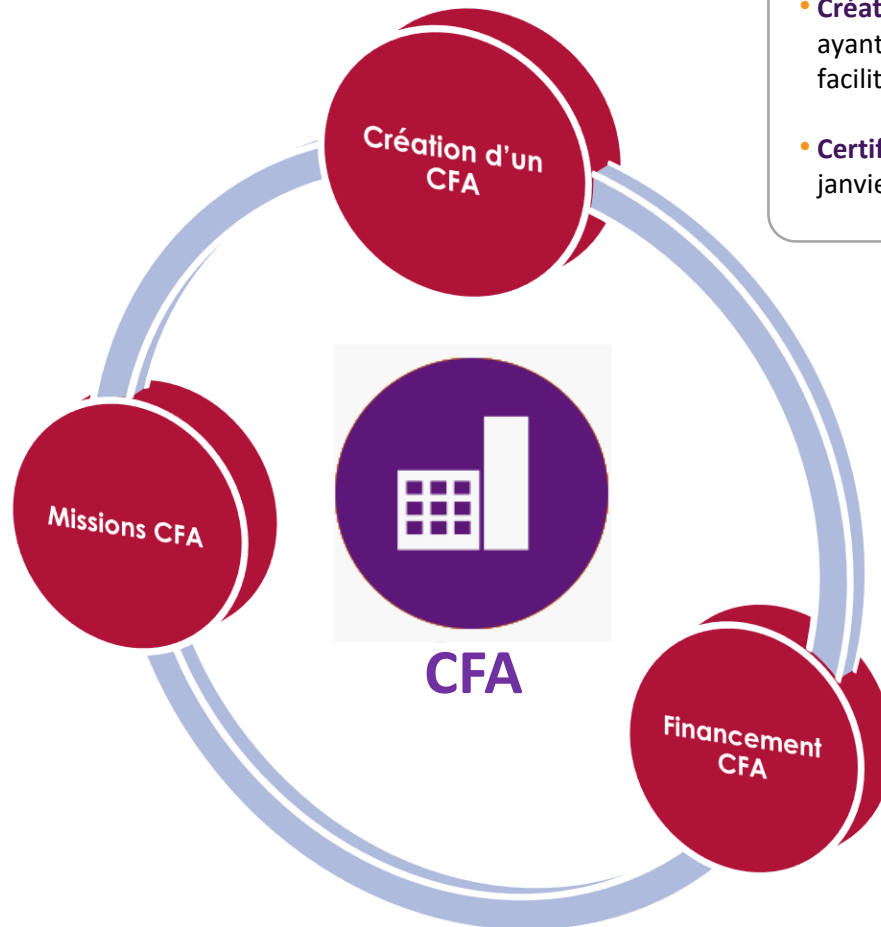 • Créat
ayant
facilit
• Certif
janvie
Création d'un
CFA
Missions CFA
CFA
Financement
CFA